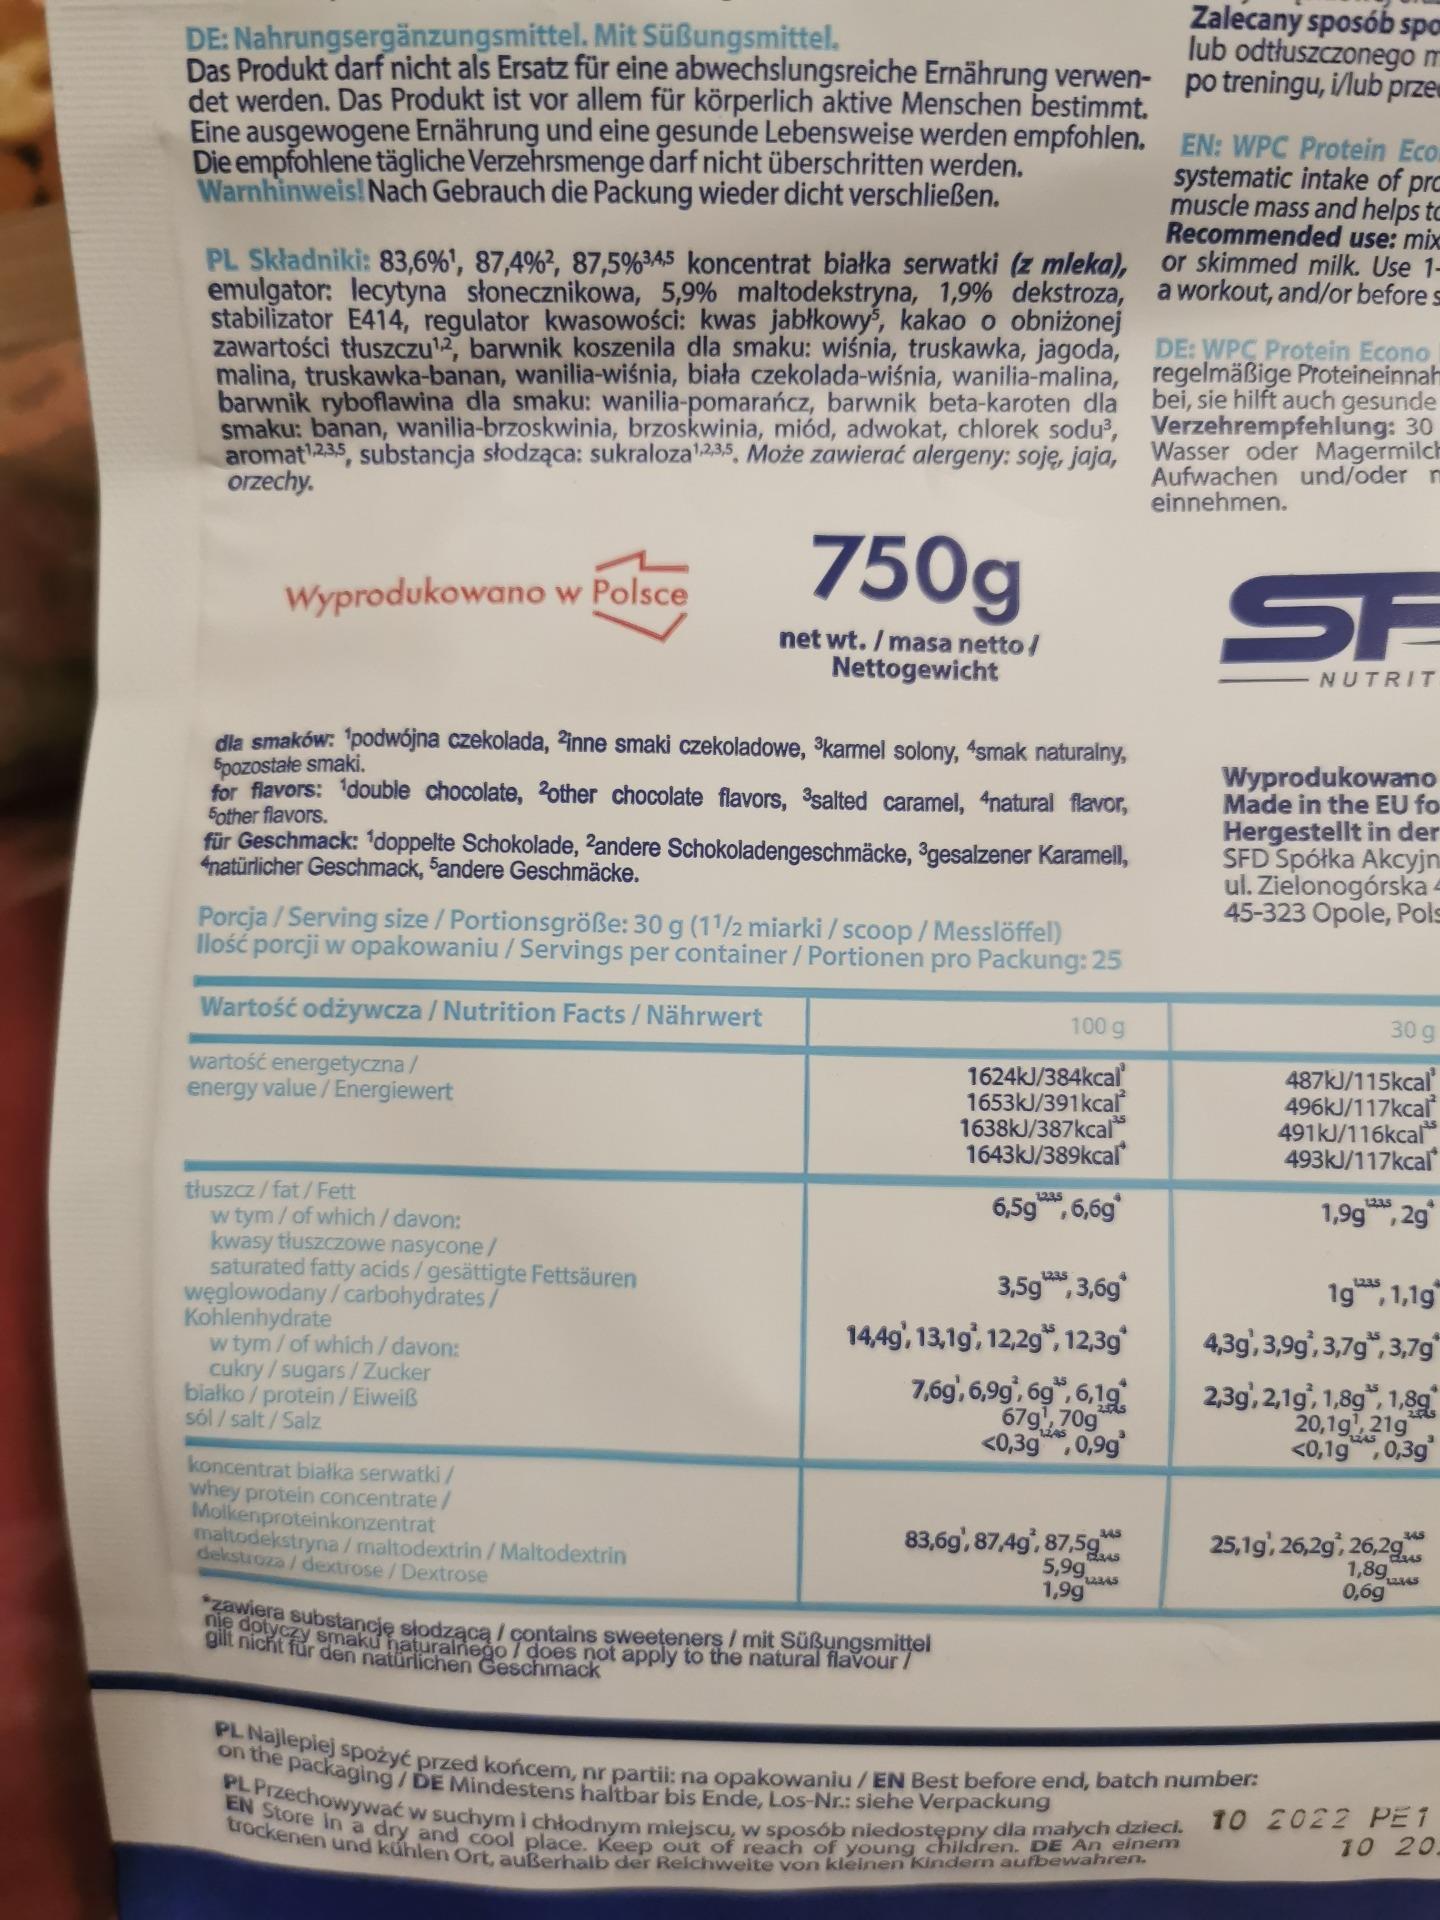 DE: Nahrungsergänzungsmittel. Mit Süßungsmittel.
Das Produkt darf nicht als Ersatz für eine abwechslungsreiche Ernährung verwen-
det werden. Das Produkt ist vor allem für körperlich aktive Menschen bestimmt.
Eine ausgewogene Ernährung und eine gesunde Lebensweise werden empfohlen.
Die empfohlene tägliche Verzehrsmenge darf nicht überschritten werden.
Warnhinweis! Nach Gebrauch die Packung wieder dicht verschließen.
PL Składniki: 83,6%¹, 87,4%², 87,5%³,⁴,⁵ koncentrat białka serwatki (z mleka),
emulgator: lecytyna słonecznikowa, 5,9% maltodekstryna, 1,9% dekstroza,
stabilizator E414, regulator kwasowości: kwas jabłkowy⁵, kakao o obniżonej
zawartości tłuszczu¹,², barwnik koszenila dla smaku: wiśnia, truskawka, jagoda,
malina, truskawka-banan, wanilia-wiśnia, biała czekolada-wiśnia, wanilia-malina,
barwnik ryboflawina dla smaku: wanilia-pomarańcz, barwnik beta-karoten dla
smaku: banan, wanilia-brzoskwinia, brzoskwinia, miód, adwokat, chlorek sodu³,
aromat¹,²,³,⁵, substancja słodząca: sukraloza¹,²,³,⁵. Może zawierać alergeny: soję, jaja,
orzechy.
Zalecany sposób spo
lub odtłuszczonego m
po treningu, i/lub prze
EN: WPC Protein Eco
systematic intake of pro
muscle mass and helps to
Recommended use: mix
or skimmed milk. Use 1-
a workout, and/or before s
DE: WPC Protein Econo
regelmäßige Proteineinnah
bei, sie hilft auch gesunde
Verzehrempfehlung: 30
Wasser oder Magermilch
Aufwachen und/oder n
einnehmen.
Wyprodukowano w Polsce
750g
net wt. / masa netto /
Nettogewicht
SF
NUTRIT
dla smaków: ¹podwójna czekolada, ²inne smaki czekoladowe, ³karmel solony, ⁴smak naturalny,
⁵pozostałe smaki.
for flavors: ¹double chocolate, ²other chocolate flavors, ³salted caramel, ⁴natural flavor,
⁵other flavors.
für Geschmack: ¹doppelte Schokolade, ²andere Schokoladengeschmäcke, ³gesalzener Karamell,
⁴natürlicher Geschmack, ⁵andere Geschmäcke.
Wyprodukowano
Made in the EU fo
Hergestellt in der
SFD Spółka Akcyjn
ul. Zielonogórska 4
45-323 Opole, Pols
Porcja / Serving size / Portionsgröße: 30 g (1¹/2 miarki / scoop / Messlöffel)
Ilość porcji w opakowaniu / Servings per container / Portionen pro Packung: 25
Wartość odżywcza / Nutrition Facts / Nährwert 100 g 30 g
wartość energetyczna /
energy value / Energiewert
1624kJ/384kcal¹ 487kJ/115kcal³
1653kJ/391kcal² 496kJ/117kcal²
1638kJ/387kcal³,⁵ 491kJ/116kcal³,⁵
1643kJ/389kcal⁴ 493kJ/117kcal⁴
tłuszcz / fat / Fett 6,5g¹,²,³,⁵, 6,6g⁴ 1,9g¹,²,³,⁵, 2g⁴
w tym / of which / davon:
kwasy tłuszczowe nasycone /
saturated fatty acids / gesättigte Fettsäuren 3,5g¹,²,³,⁵, 3,6g⁴ 1g¹,²,³,⁵, 1,1g⁴
węglowodany / carbohydrates /
Kohlenhydrate 14,4g¹, 13,1g², 12,2g³,⁵, 12,3g⁴ 4,3g¹, 3,9g², 3,7g³,⁵, 3,7g⁴
w tym / of which / davon:
cukry / sugars / Zucker 7,6g¹, 6,9g², 6g³,⁵, 6,1g⁴ 2,3g¹, 2,1g², 1,8g³,⁵, 1,8g⁴
białko / protein / Eiweiß 67g¹, 70g²,³,⁴,⁵ 20,1g¹, 21g²,³,⁴,⁵
sól / salt / Salz <0,3g¹,²,⁴,⁵, 0,9g³ <0,1g¹,²,⁴,⁵, 0,3g³
koncentrat białka serwatki /
whey protein concentrate /
Molkenproteinkonzentrat 83,6g¹, 87,4g², 87,5g³,⁴,⁵ 25,1g¹, 26,2g², 26,2g³,⁴,⁵
maltodekstryna / maltodextrin / Maltodextrin 5,9g¹,²,³,⁴,⁵ 1,8g¹,²,³,⁴,⁵
dekstroza / dextrose / Dextrose 1,9g¹,²,³,⁴,⁵ 0,6g¹,²,³,⁴,⁵
*zawiera substancję słodzącą / contains sweeteners / mit Süßungsmittel
nie dotyczy smaku naturalnego / does not apply to the natural flavour /
gilt nicht für den natürlichen Geschmack
PL Najlepiej spożyć przed końcem, nr partii: na opakowaniu / EN Best before end, batch number:
on the packaging / DE Mindestens haltbar bis Ende, Los-Nr.: siehe Verpackung
PL Przechowywać w suchym i chłodnym miejscu, w sposób niedostępny dla małych dzieci.
EN Store in a dry and cool place. Keep out of reach of young children. DE An einem
trockenen und kühlen Ort, außerhalb der Reichweite von kleinen Kindern aufbewahren.
10 2022 PE1
10 20